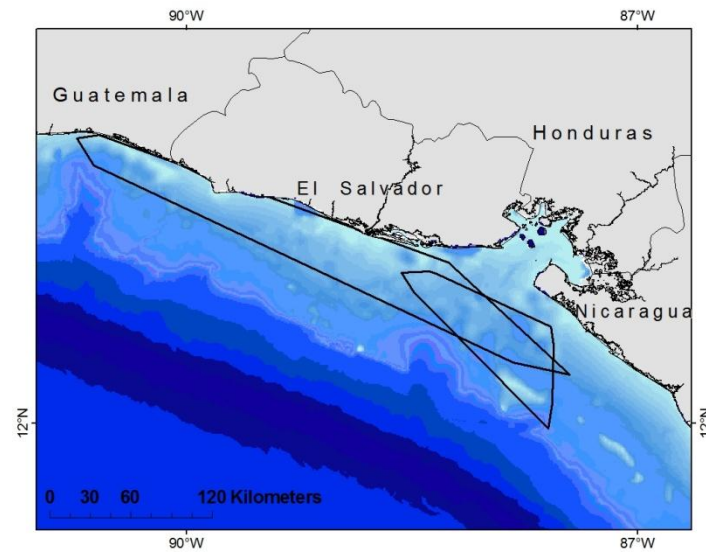 90°W 87°W
Guatemala
Honduras
El Salvador
Nicaragua
12°N 12°N
0 30 60 120 Kilometers
90°W 87°W